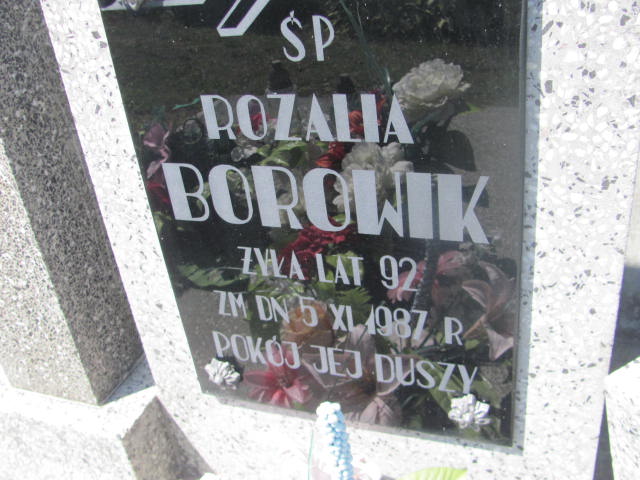 ŚP
ROZALIA
BOROWIK
ŻYŁA LAT 92
ZM DN 5 XI 1987 R
POKÓJ JEJ DUSZY